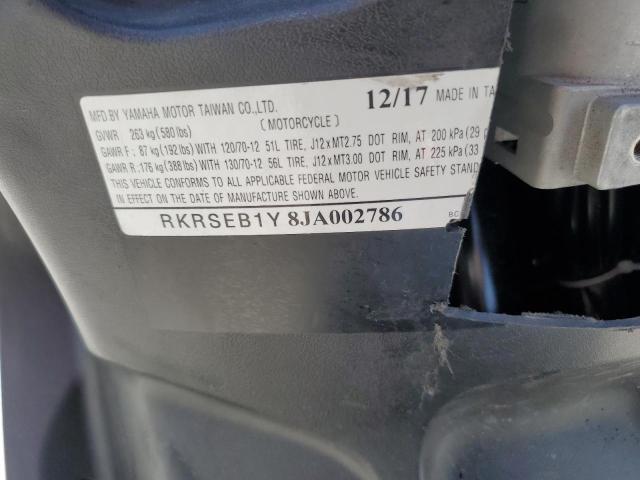 MFD.BY YAMAHA MOTOR TAIWAN CO.,LTD. 12/17 MADE IN TA
GVWR 263 kg (580 lbs) (MOTORCYCLE)
GAWR F : 87 kg (192 lbs) WITH 120/70-12 51L TIRE, J12xMT2.75 DOT RIM, AT 200 kPa (29
GAWR R :176 kg (388 lbs) WITH 130/70-12 56L TIRE, J12xMT3.00 DOT RIM, AT 225 kPa (33
THIS VEHICLE CONFORMS TO ALL APPLICABLE FEDERAL MOTOR VEHICLE SAFETY STAND
IN EFFECT ON THE DATE OF MANUFACTURE SHOWN ABOVE.
RKRSEB1Y 8JA002786